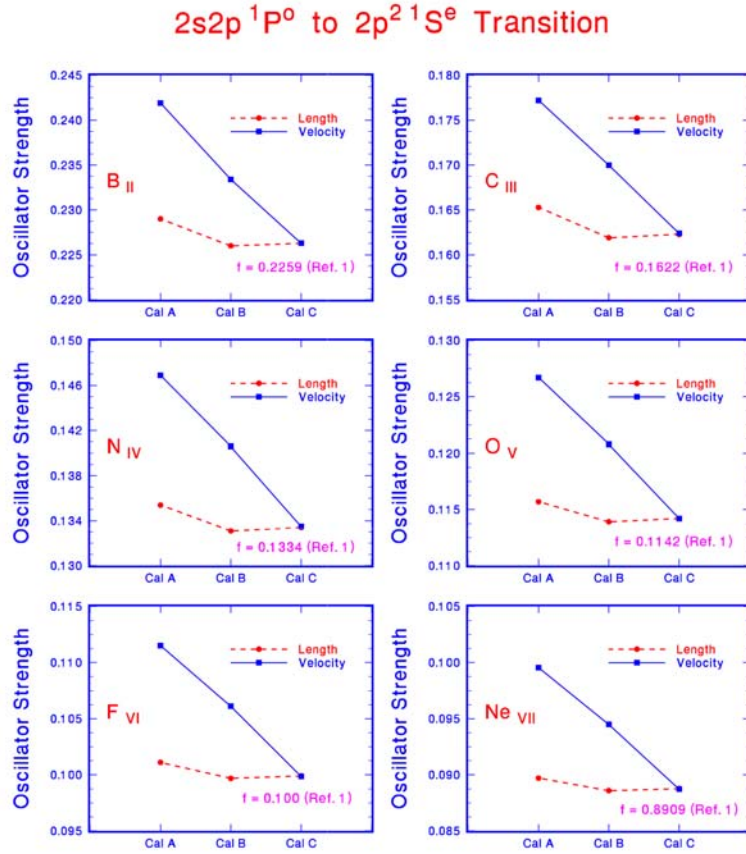 2s2p ¹Pᵒ to 2p² ¹Sᵉ Transition
Oscillator Strength
0.245
0.240
0.235
0.230
0.225
0.220
B II
Length
Velocity
f = 0.2259 (Ref. 1)
Cal A Cal B Cal C
Oscillator Strength
0.180
0.175
0.170
0.165
0.160
0.155
C III
Length
Velocity
f = 0.1622 (Ref. 1)
Cal A Cal B Cal C
Oscillator Strength
0.150
0.146
0.142
0.138
0.134
0.130
N IV
Length
Velocity
f = 0.1334 (Ref. 1)
Cal A Cal B Cal C
Oscillator Strength
0.130
0.125
0.120
0.115
0.110
O V
Length
Velocity
f = 0.1142 (Ref. 1)
Cal A Cal B Cal C
Oscillator Strength
0.115
0.110
0.105
0.100
0.095
F VI
Length
Velocity
f = 0.100 (Ref. 1)
Cal A Cal B Cal C
Oscillator Strength
0.105
0.100
0.095
0.090
0.085
Ne VII
Length
Velocity
f = 0.8909 (Ref. 1)
Cal A Cal B Cal C